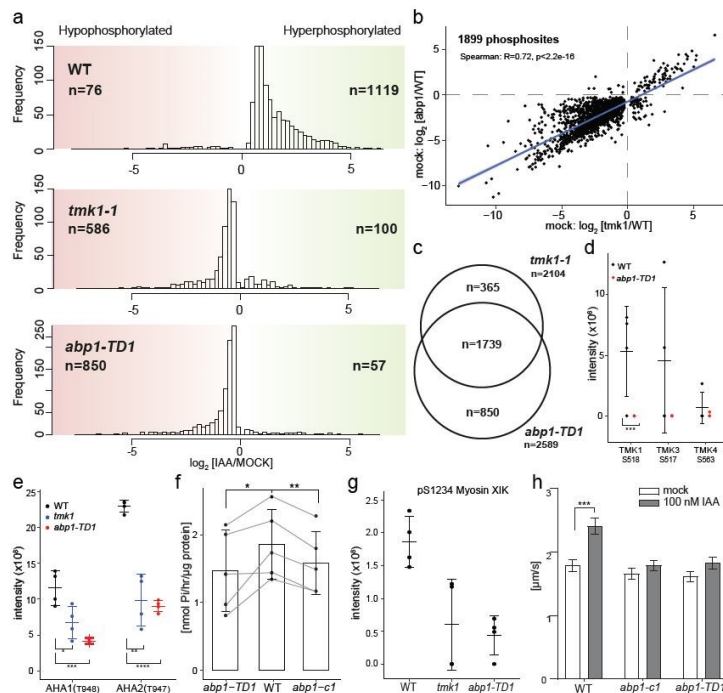 a
Hypophosphorylated
Hyperphosphorylated
Frequency
0 50 100 150
WT
n=76
n=1119
-5 0 5
Frequency
0 50 100 150
tmk1-1
n=586
n=100
-5 0 5
Frequency
0 50 100 150 250
abp1-TD1
n=850
n=57
-5 0 5
log2 [IAA/MOCK]
b
1899 phosphosites
Spearman: R=0.72, p<2.2e-16
mock: log2 [abp1/WT]
5
0
-5
-10
-10 -5 0 5
mock: log2 [tmk1/WT]
c
tmk1-1
n=2104
n=365
n=1739
n=850
abp1-TD1
n=2589
d
WT
abp1-TD1
intensity (x10⁶)
10
5
0
***
TMK1 TMK3 TMK4
S518 S517 S563
e
WT
tmk1
abp1-TD1
intensity (x10⁶)
25
20
15
10
5
0
* **
*** ****
AHA1(T948) AHA2(T947)
f
* **
[nmol Pi/hr/μg protein]
2
1
0
abp1-TD1 WT abp1-c1
g
pS1234 Myosin XIK
intensity (x10⁶)
2.5
2.0
1.5
1.0
0.5
0.0
WT tmk1 abp1-TD1
h
mock
100 nM IAA
***
[μm/s]
3
2
1
0
WT abp1-c1 abp1-TD1